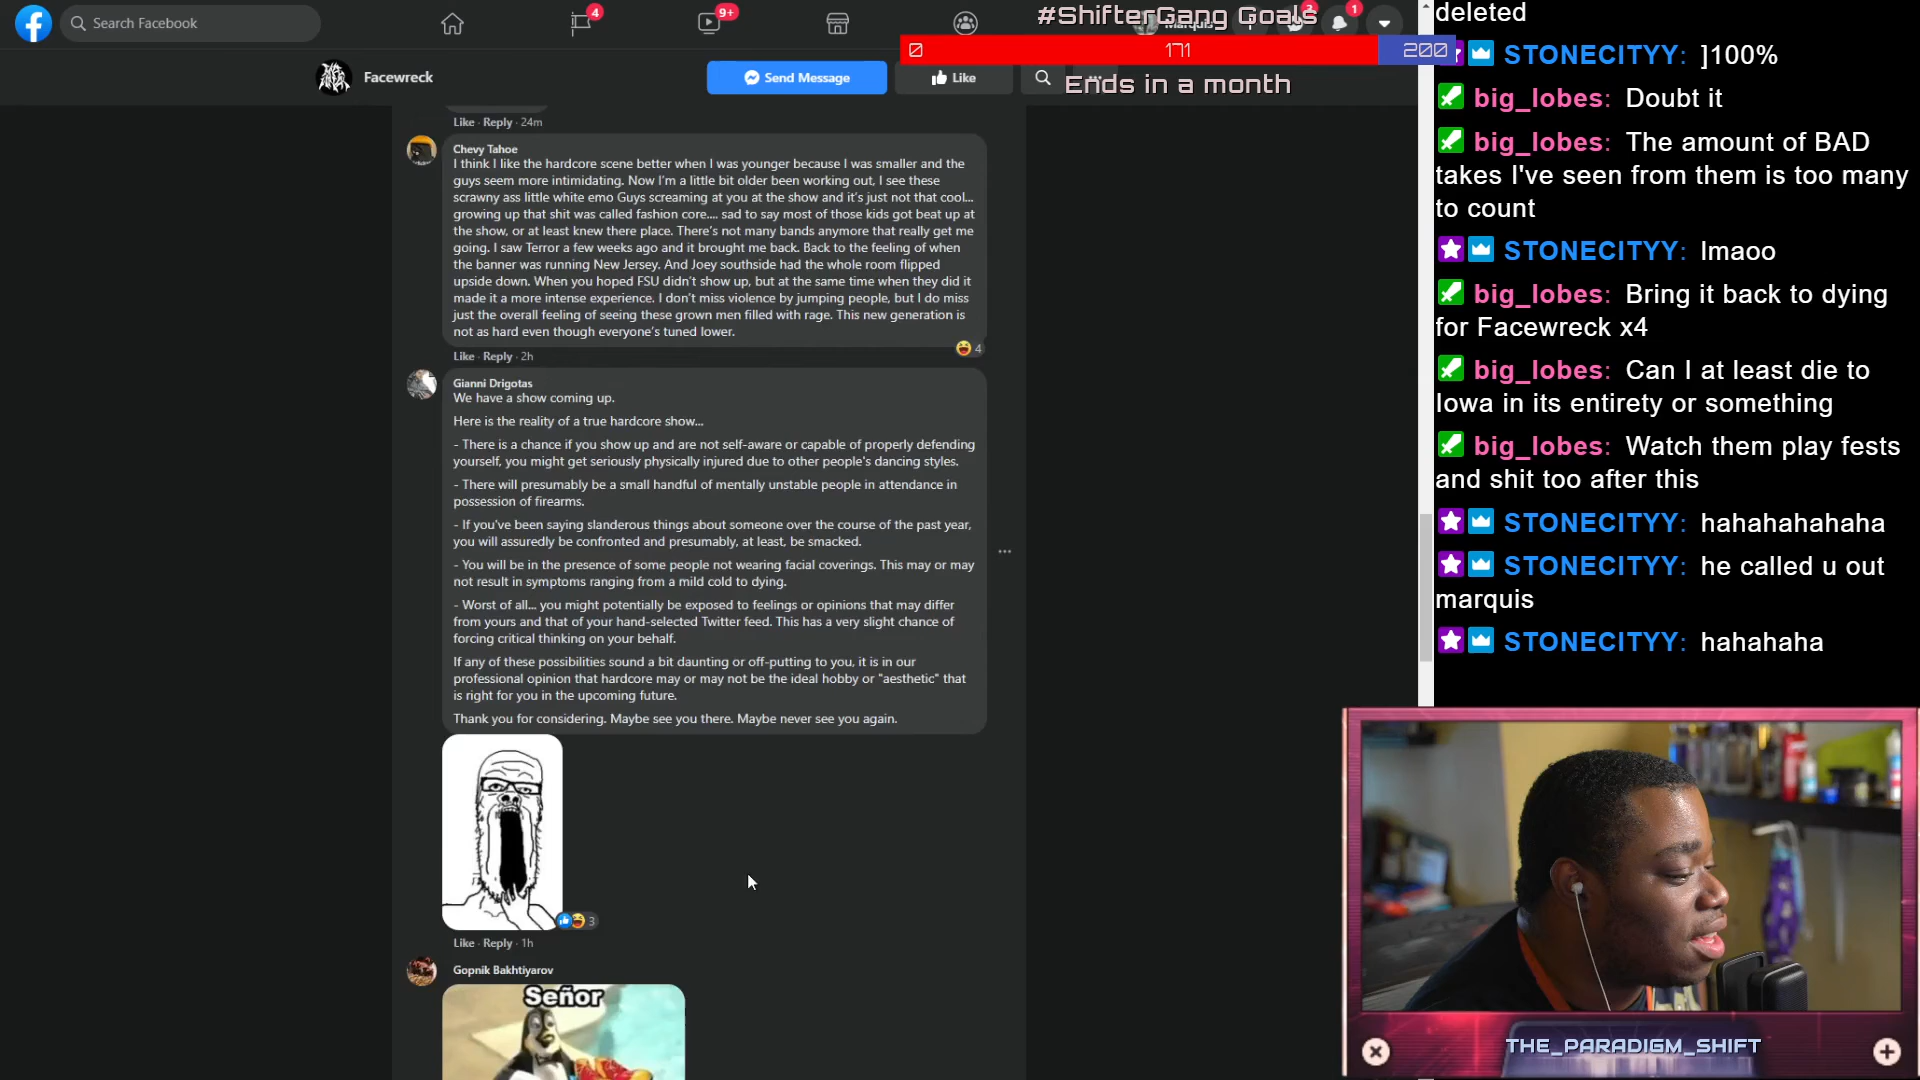 Search Facebook
4
9+
#ShifterGang Goals
3
1
0 171 200
Ends in a month
Facewreck
Send Message
Like
Like · Reply · 24m
Chevy Tahoe
I think I like the hardcore scene better when I was younger because I was smaller and the
guys seem more intimidating. Now I'm a little bit older been working out, I see these
scrawny ass little white emo Guys screaming at you at the show and it's just not that cool...
growing up that shit was called fashion core.... sad to say most of those kids got beat up at
the show, or at least knew there place. There's not many bands anymore that really get me
going. I saw Terror a few weeks ago and it brought me back. Back to the feeling of when
the banner was running New Jersey. And Joey southside had the whole room flipped
upside down. When you hoped FSU didn't show up, but at the same time when they did it
made it a more intense experience. I don't miss violence by jumping people, but I do miss
just the overall feeling of seeing these grown men filled with rage. This new generation is
not as hard even though everyone's tuned lower.
4
Like · Reply · 2h
Gianni Drigotas
We have a show coming up.
Here is the reality of a true hardcore show...
- There is a chance if you show up and are not self-aware or capable of properly defending
yourself, you might get seriously physically injured due to other people's dancing styles.
- There will presumably be a small handful of mentally unstable people in attendance in
possession of firearms.
- If you've been saying slanderous things about someone over the course of the past year,
you will assuredly be confronted and presumably, at least, be smacked.
- You will be in the presence of some people not wearing facial coverings. This may or may
not result in symptoms ranging from a mild cold to dying.
- Worst of all... you might potentially be exposed to feelings or opinions that may differ
from yours and that of your hand-selected Twitter feed. This has a very slight chance of
forcing critical thinking on your behalf.
If any of these possibilities sound a bit daunting or off-putting to you, it is in our
professional opinion that hardcore may or may not be the ideal hobby or "aesthetic" that
is right for you in the upcoming future.
Thank you for considering. Maybe see you there. Maybe never see you again.
3
Like · Reply · 1h
Gopnik Bakhtiyarov
Señor
deleted
STONECITYY: ]100%
big_lobes: Doubt it
big_lobes: The amount of BAD
takes I've seen from them is too many
to count
STONECITYY: lmaoo
big_lobes: Bring it back to dying
for Facewreck x4
big_lobes: Can I at least die to
Iowa in its entirety or something
big_lobes: Watch them play fests
and shit too after this
STONECITYY: hahahahahaha
STONECITYY: he called u out
marquis
STONECITYY: hahahaha
THE_PARADIGM_SHIFT